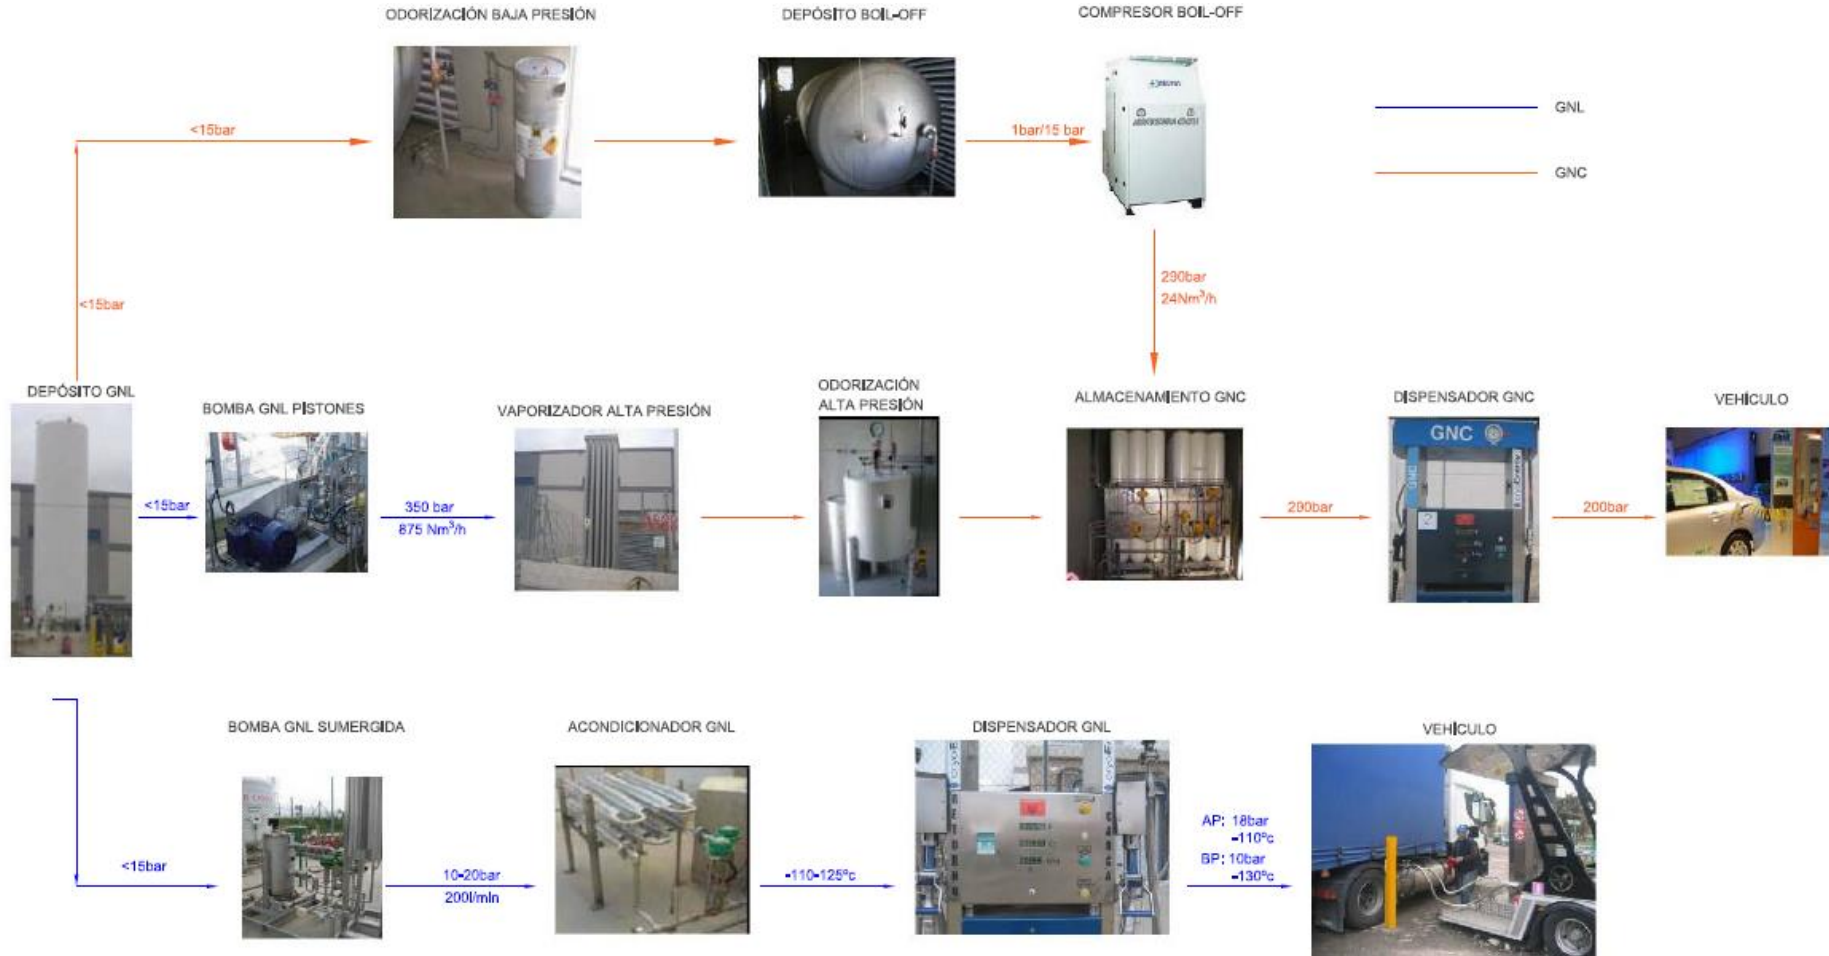 ODORIZACIÓN BAJA PRESIÓN
DEPÓSITO BOIL-OFF
COMPRESOR BOIL-OFF
<15bar
1bar/15 bar
GNL
GNC
<15bar
290bar
24Nm³/h
DEPÓSITO GNL
BOMBA GNL PISTONES
VAPORIZADOR ALTA PRESIÓN
ODORIZACIÓN
ALTA PRESIÓN
ALMACENAMIENTO GNC
DISPENSADOR GNC
VEHÍCULO
GNC
GNC
2
<15bar
350 bar
875 Nm³/h
290bar
200bar
BOMBA GNL SUMERGIDA
ACONDICIONADOR GNL
DISPENSADOR GNL
VEHÍCULO
<15bar
10-20bar
200l/min
-110-125ºc
AP: 18bar
-110ºc
BP: 10bar
-130ºc